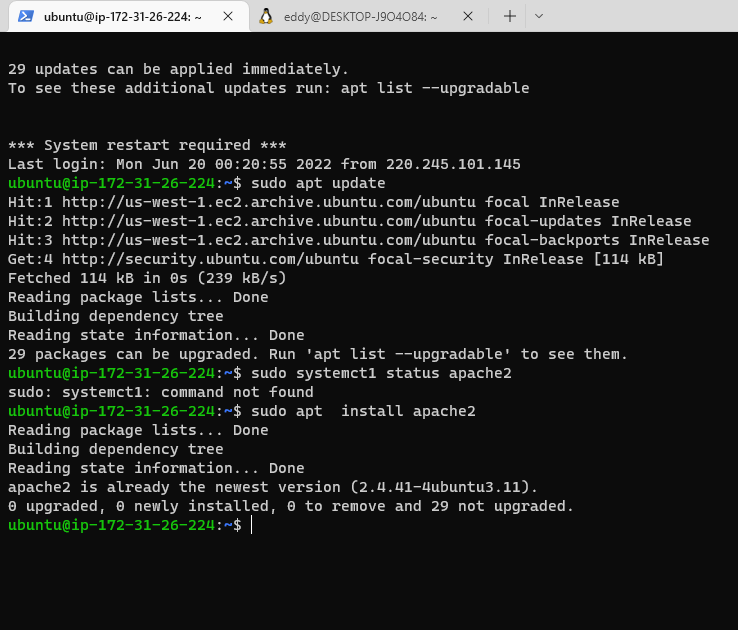 ubuntu@ip-172-31-26-224: ~
eddy@DESKTOP-J9O4O84: ~
29 updates can be applied immediately.
To see these additional updates run: apt list --upgradable
*** System restart required ***
Last login: Mon Jun 20 00:20:55 2022 from 220.245.101.145
ubuntu@ip-172-31-26-224:~$ sudo apt update
Hit:1 http://us-west-1.ec2.archive.ubuntu.com/ubuntu focal InRelease
Hit:2 http://us-west-1.ec2.archive.ubuntu.com/ubuntu focal-updates InRelease
Hit:3 http://us-west-1.ec2.archive.ubuntu.com/ubuntu focal-backports InRelease
Get:4 http://security.ubuntu.com/ubuntu focal-security InRelease [114 kB]
Fetched 114 kB in 0s (239 kB/s)
Reading package lists... Done
Building dependency tree
Reading state information... Done
29 packages can be upgraded. Run 'apt list --upgradable' to see them.
ubuntu@ip-172-31-26-224:~$ sudo systemct1 status apache2
sudo: systemct1: command not found
ubuntu@ip-172-31-26-224:~$ sudo apt  install apache2
Reading package lists... Done
Building dependency tree
Reading state information... Done
apache2 is already the newest version (2.4.41-4ubuntu3.11).
0 upgraded, 0 newly installed, 0 to remove and 29 not upgraded.
ubuntu@ip-172-31-26-224:~$